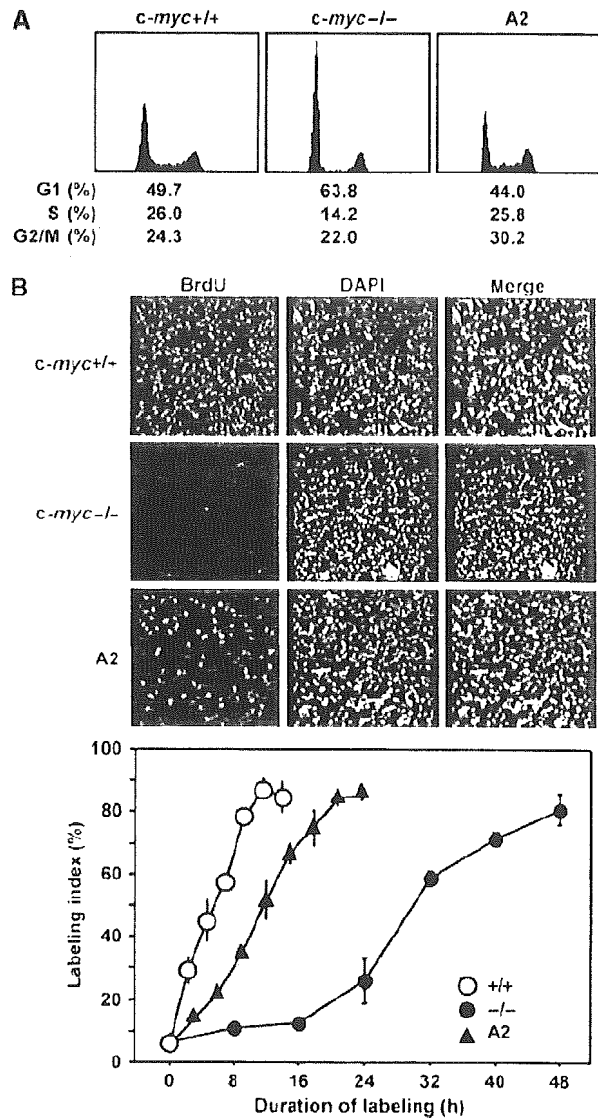 A
c-myc+/+ c-myc−/− A2
G1 (%) 49.7 63.8 44.0
S (%) 26.0 14.2 25.8
G2/M (%) 24.3 22.0 30.2
B
BrdU DAPI Merge
c-myc+/+
c-myc−/−
A2
100
80
60
40
20
0
Labeling index (%)
+/+
−/−
A2
0 8 16 24 32 40 48
Duration of labeling (h)